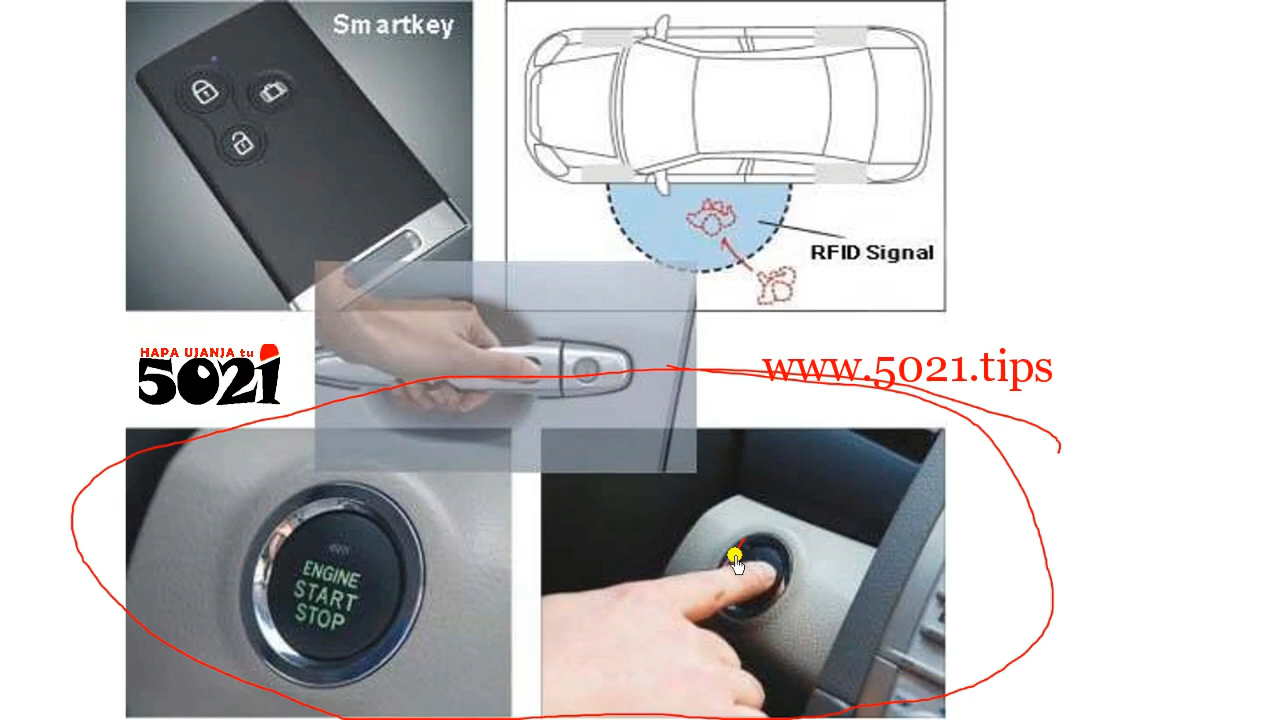 Smartkey
RFID Signal
HAPA UJANJA tu
5021
www.5021.tips
ENGINE
START
STOP